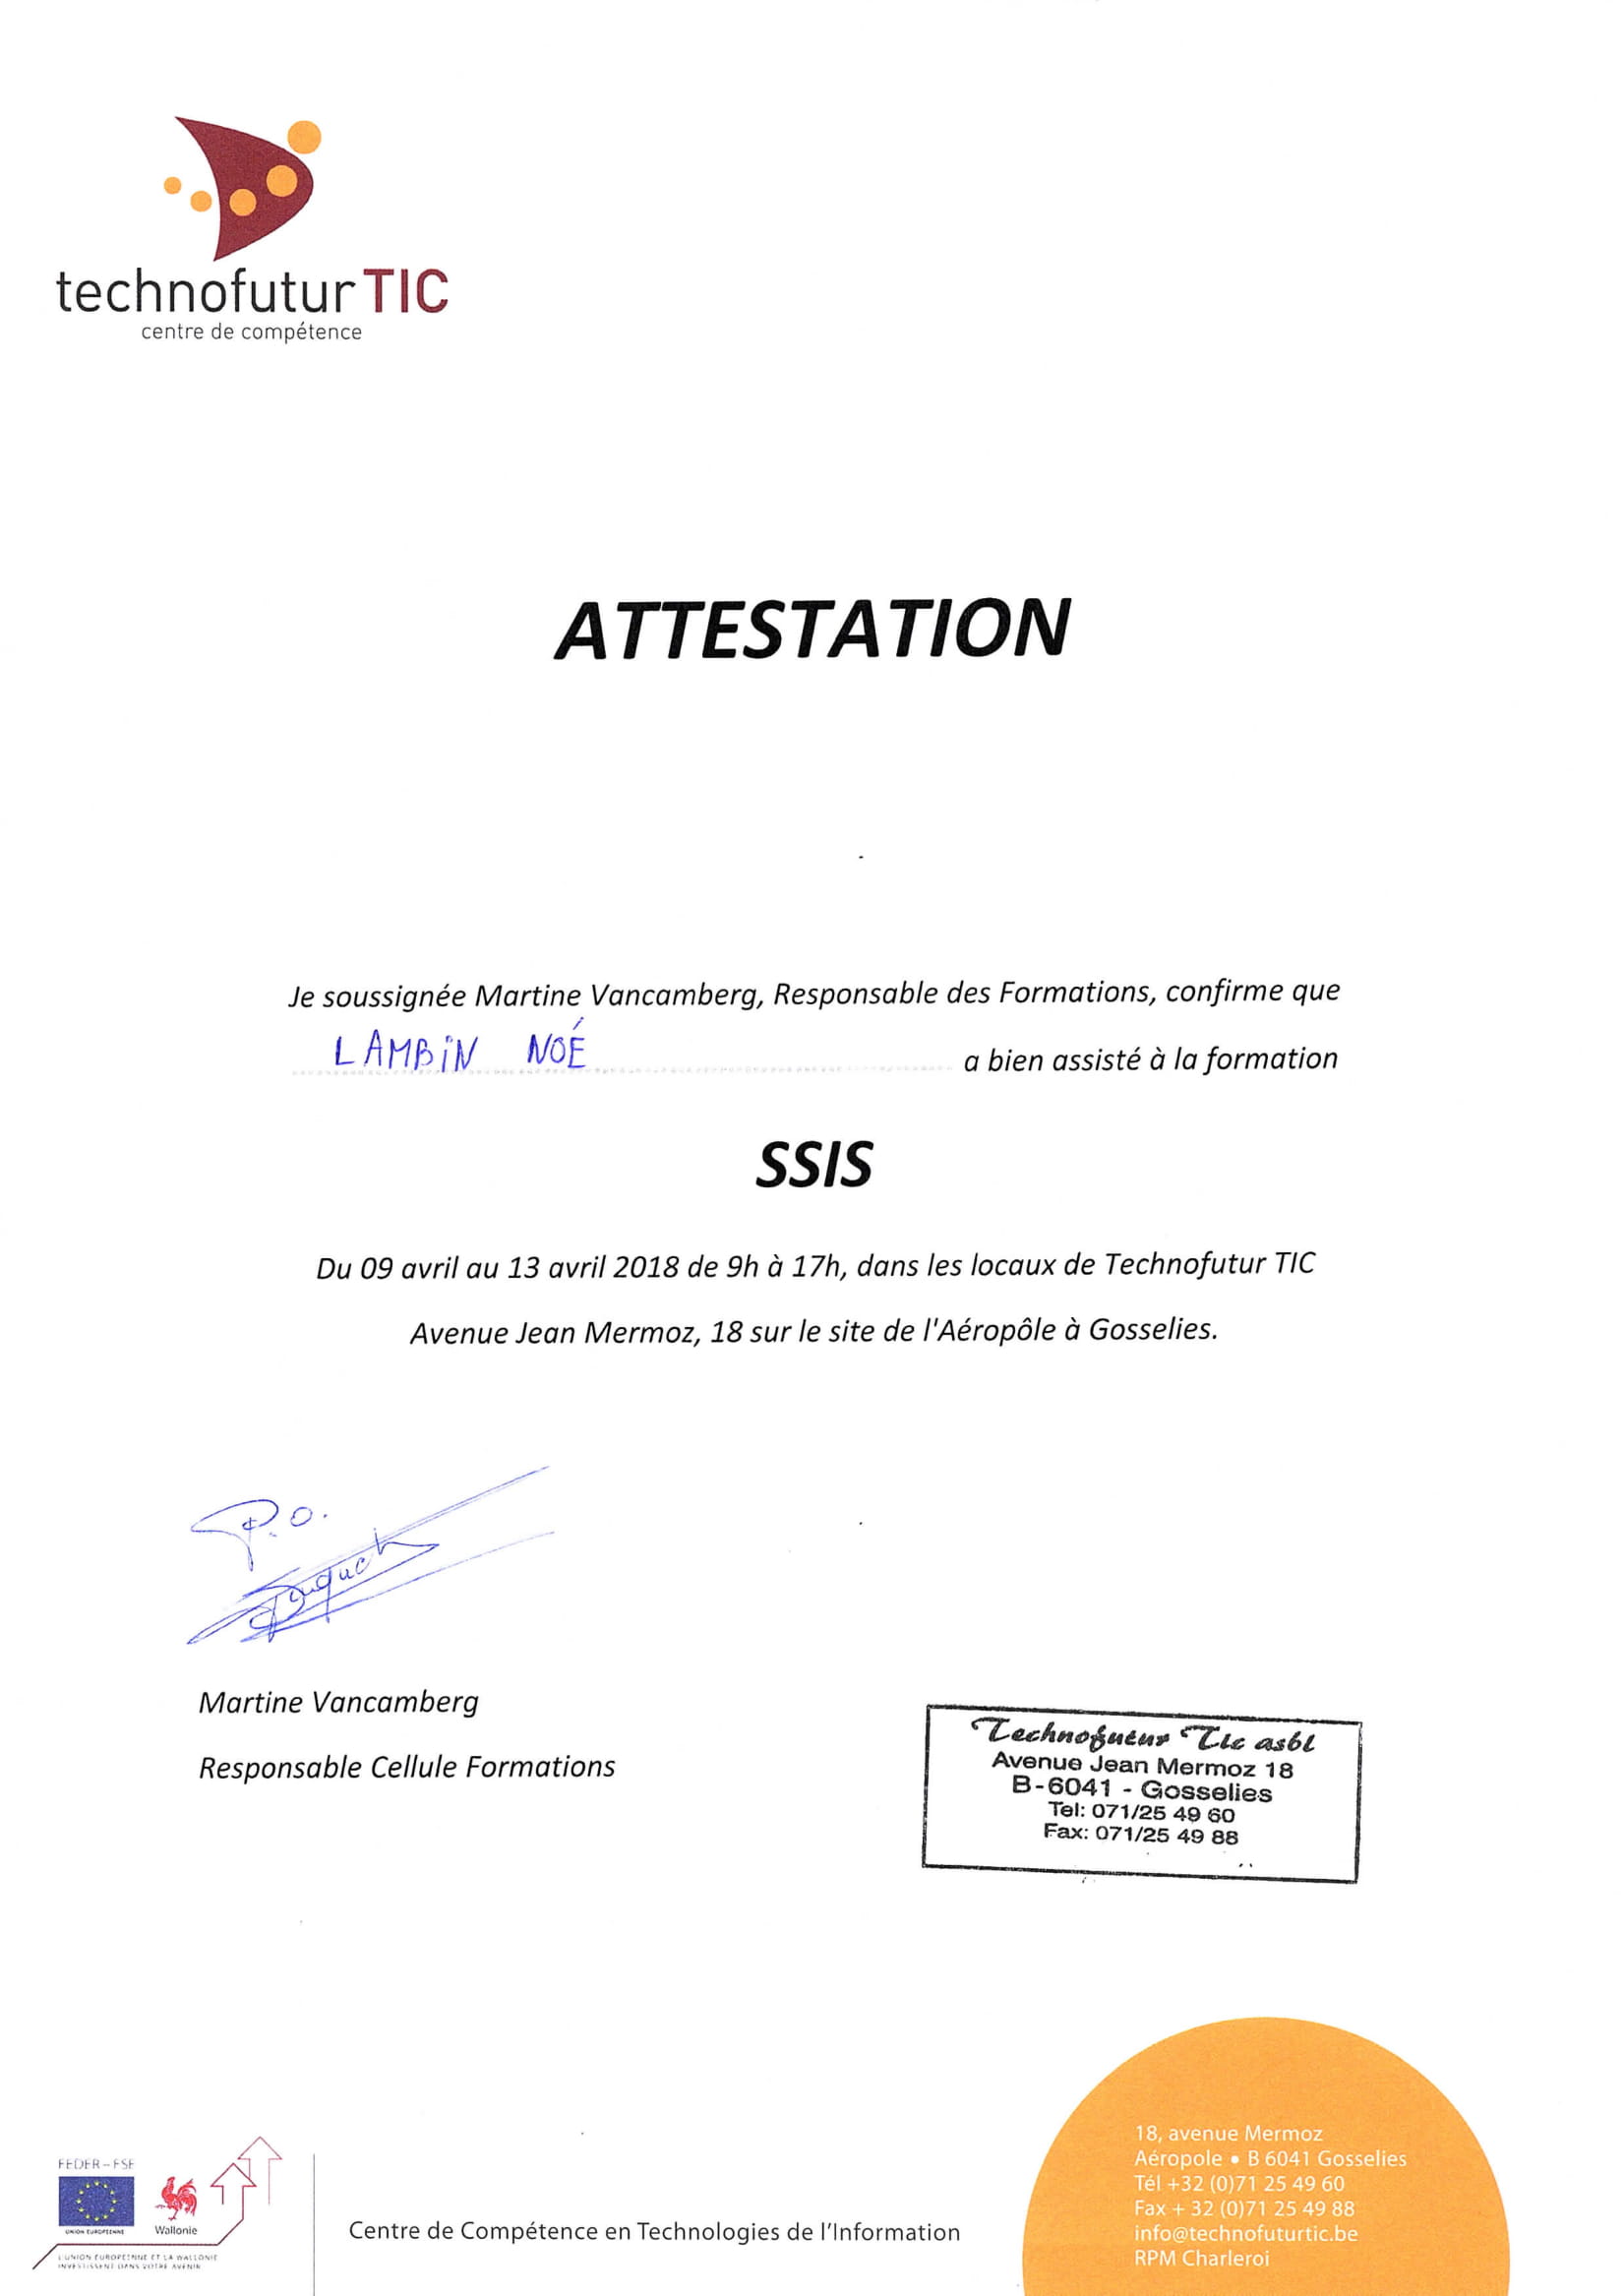 technofuturTIC
centre de compétence
ATTESTATION
Je soussignée Martine Vancamberg, Responsable des Formations, confirme que
LAMBIN NOÉ a bien assisté à la formation
SSIS
Du 09 avril au 13 avril 2018 de 9h à 17h, dans les locaux de Technofutur TIC
Avenue Jean Mermoz, 18 sur le site de l'Aéropôle à Gosselies.
P.O.
Martine Vancamberg
Responsable Cellule Formations
Technofutur Tic asbl
Avenue Jean Mermoz 18
B-6041 - Gosselies
Tel: 071/25 49 60
Fax: 071/25 49 88
18, avenue Mermoz
Aéropole • B 6041 Gosselies
Tél +32 (0)71 25 49 60
Fax + 32 (0)71 25 49 88
info@technofuturtic.be
RPM Charleroi
FEDER – FSE
UNION EUROPÉENNE
Wallonie
L'UNION EUROPÉENNE ET LA WALLONIE
INVESTISSENT DANS VOTRE AVENIR
Centre de Compétence en Technologies de l'Information